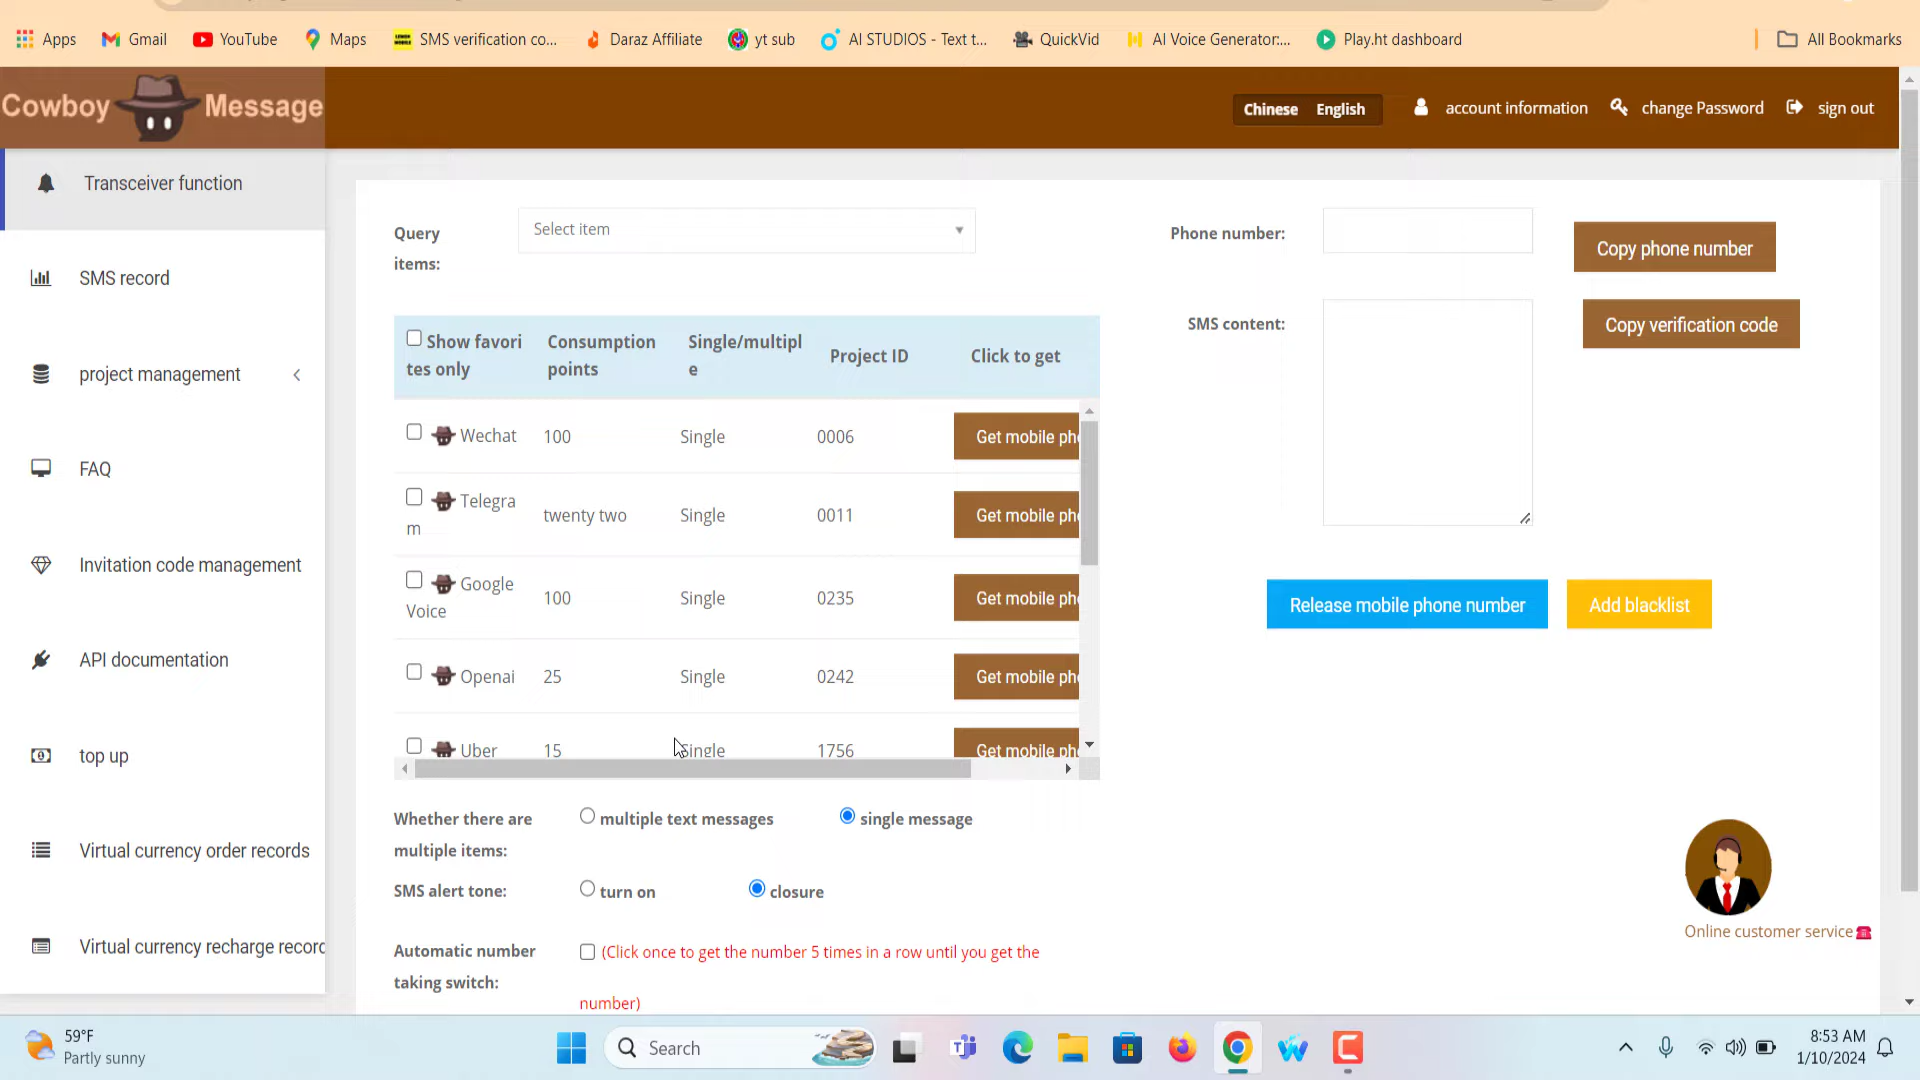 Apps Gmail YouTube Maps SMS verification co... Daraz Affiliate yt sub AI STUDIOS - Text t... QuickVid AI Voice Generator:... Play.ht dashboard All Bookmarks
Cowboy Message
Chinese English account information change Password sign out
Transceiver function
SMS record
project management
FAQ
Invitation code management
API documentation
top up
Virtual currency order records
Virtual currency recharge record
Query
items:
Select item
Show favori
tes only
Consumption
points
Single/multipl
e
Project ID
Click to get
Wechat 100 Single 0006 Get mobile pho
Telegra
m
twenty two Single 0011 Get mobile pho
Google
Voice
100 Single 0235 Get mobile pho
Openai 25 Single 0242 Get mobile pho
Uber 15 Single 1756 Get mobile pho
Whether there are
multiple items:
multiple text messages single message
SMS alert tone: turn on closure
Automatic number
taking switch:
(Click once to get the number 5 times in a row until you get the
number)
Phone number: Copy phone number
SMS content: Copy verification code
Release mobile phone number Add blacklist
Online customer service
59°F
Partly sunny
Search
8:53 AM
1/10/2024